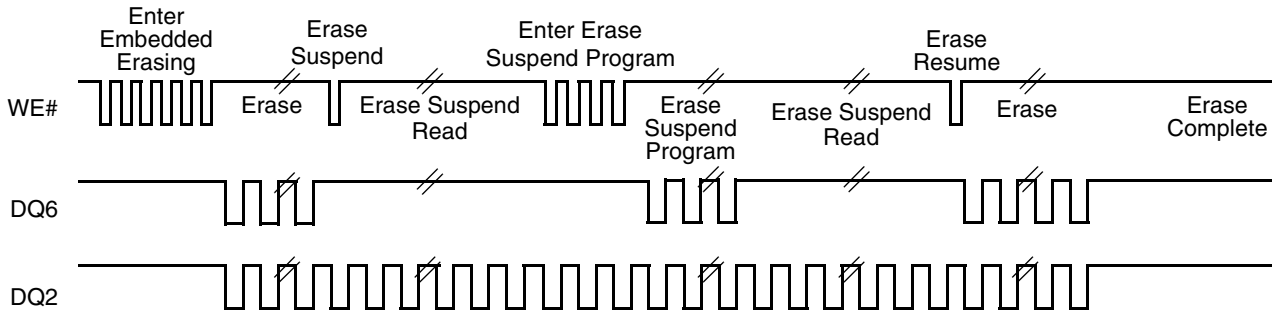 Enter
Embedded
Erasing
Erase
Suspend
Enter Erase
Suspend Program
Erase
Resume
WE#
Erase
Erase Suspend
Read
Erase
Suspend
Program
Erase Suspend
Read
Erase
Erase
Complete
DQ6
DQ2